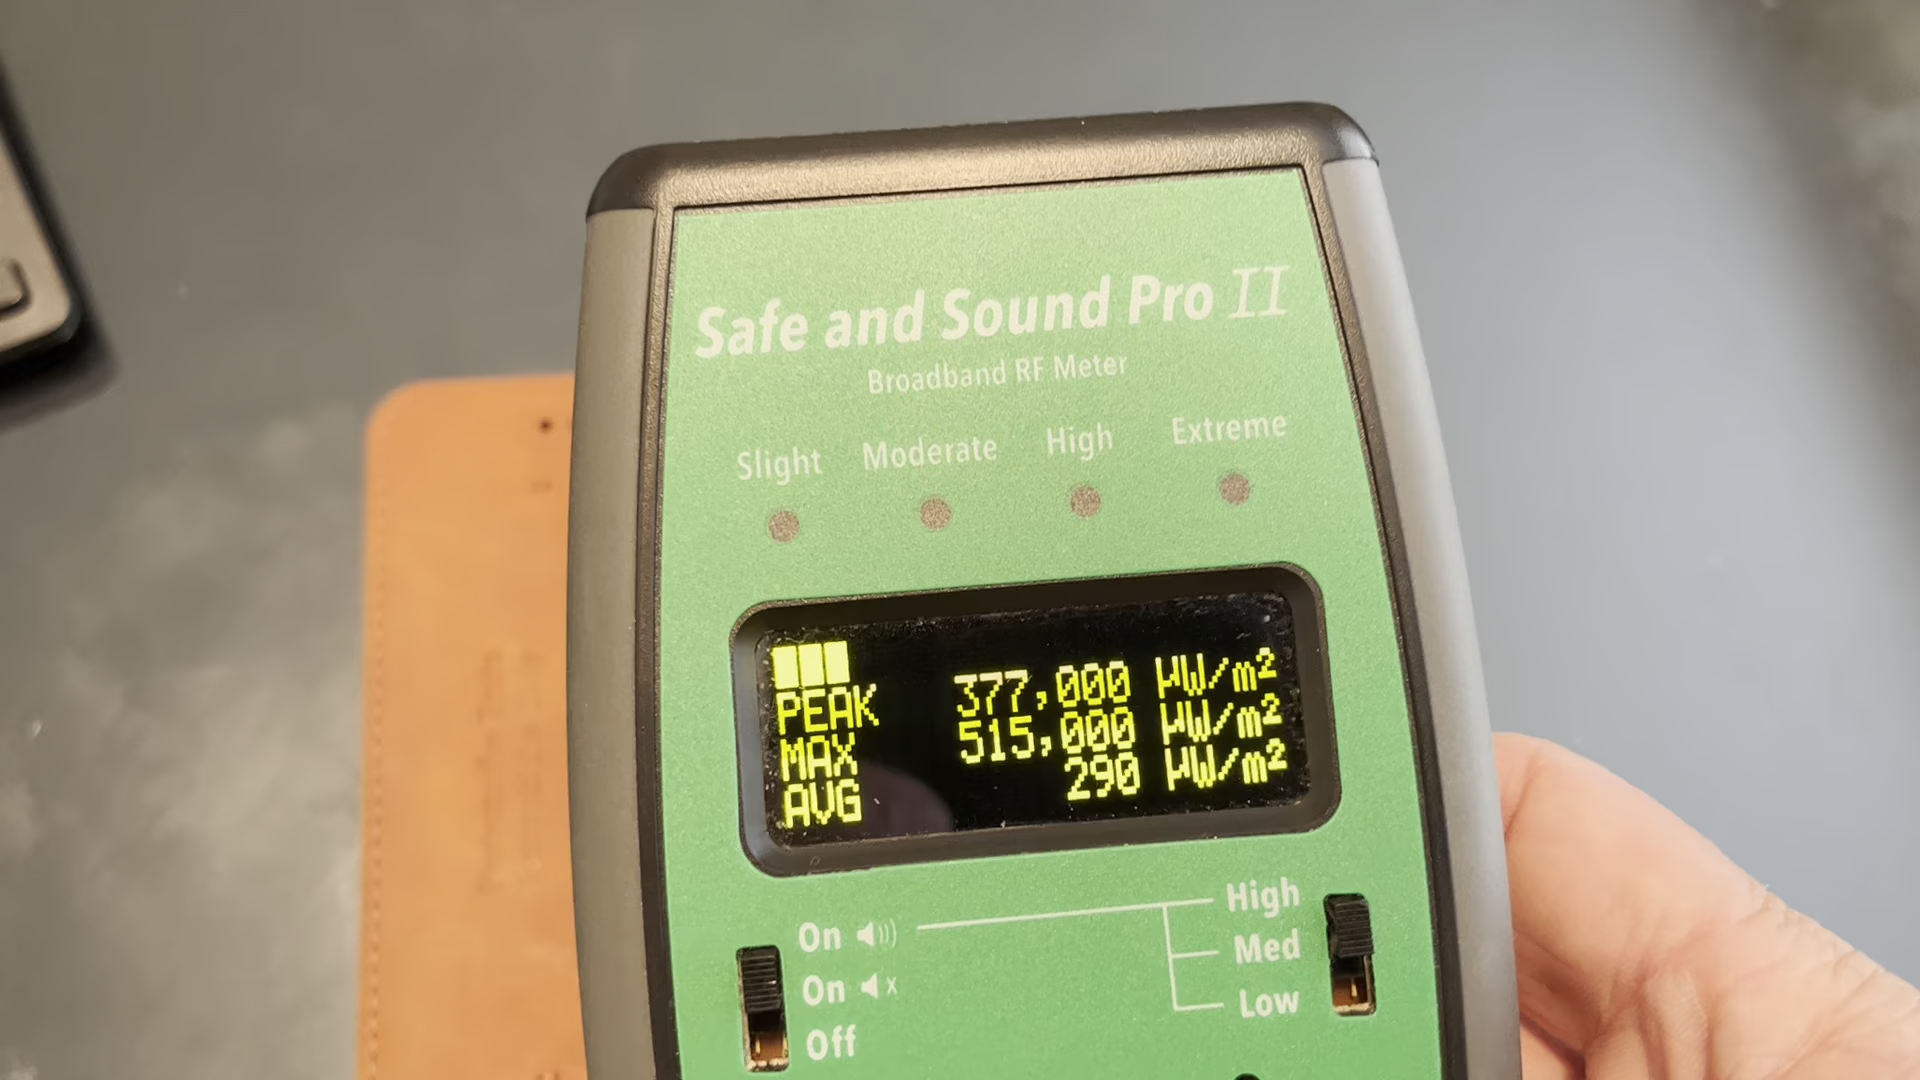 Safe and Sound Pro II
Broadband RF Meter
Slight Moderate High Extreme
PEAK 377,000 µW/m²
MAX 515,000 µW/m²
AVG 290 µW/m²
On High
On Med
Off Low